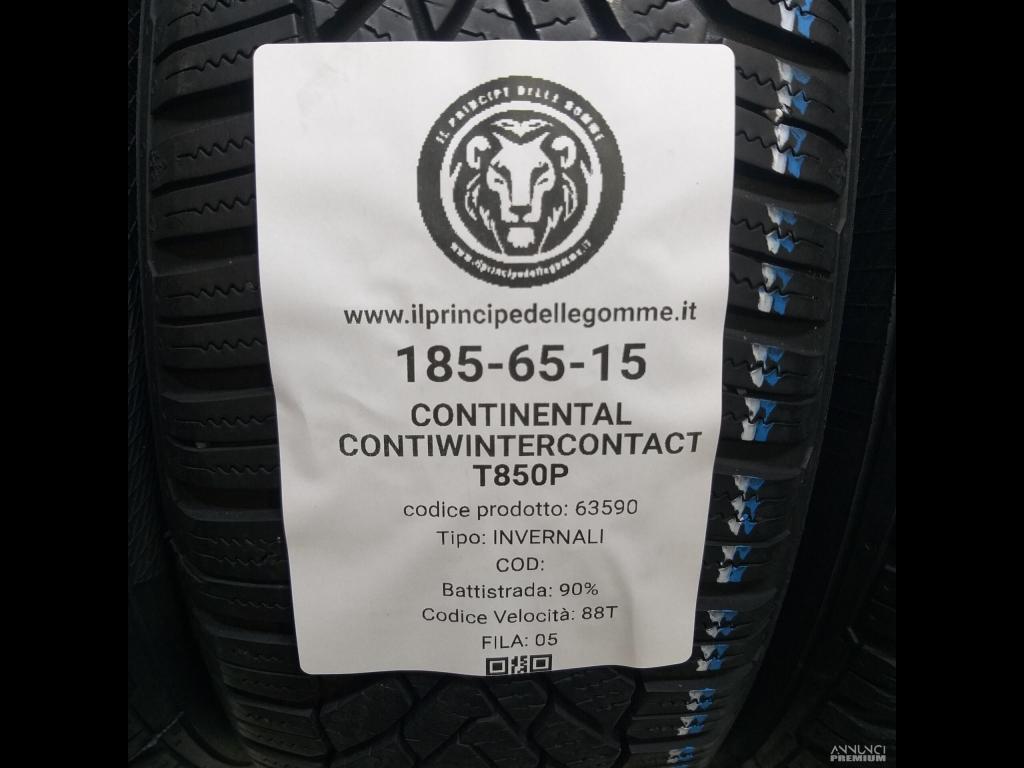 IL PRINCIPE DELLE GOMME
www.ilprincipedellegomme.it
www.ilprincipedellegomme.it
185-65-15
CONTINENTAL
CONTIWINTERCONTACT
T850P
codice prodotto: 63590
Tipo: INVERNALI
COD:
Battistrada: 90%
Codice Velocità: 88T
FILA: 05
ANNUNCI
PREMIUM